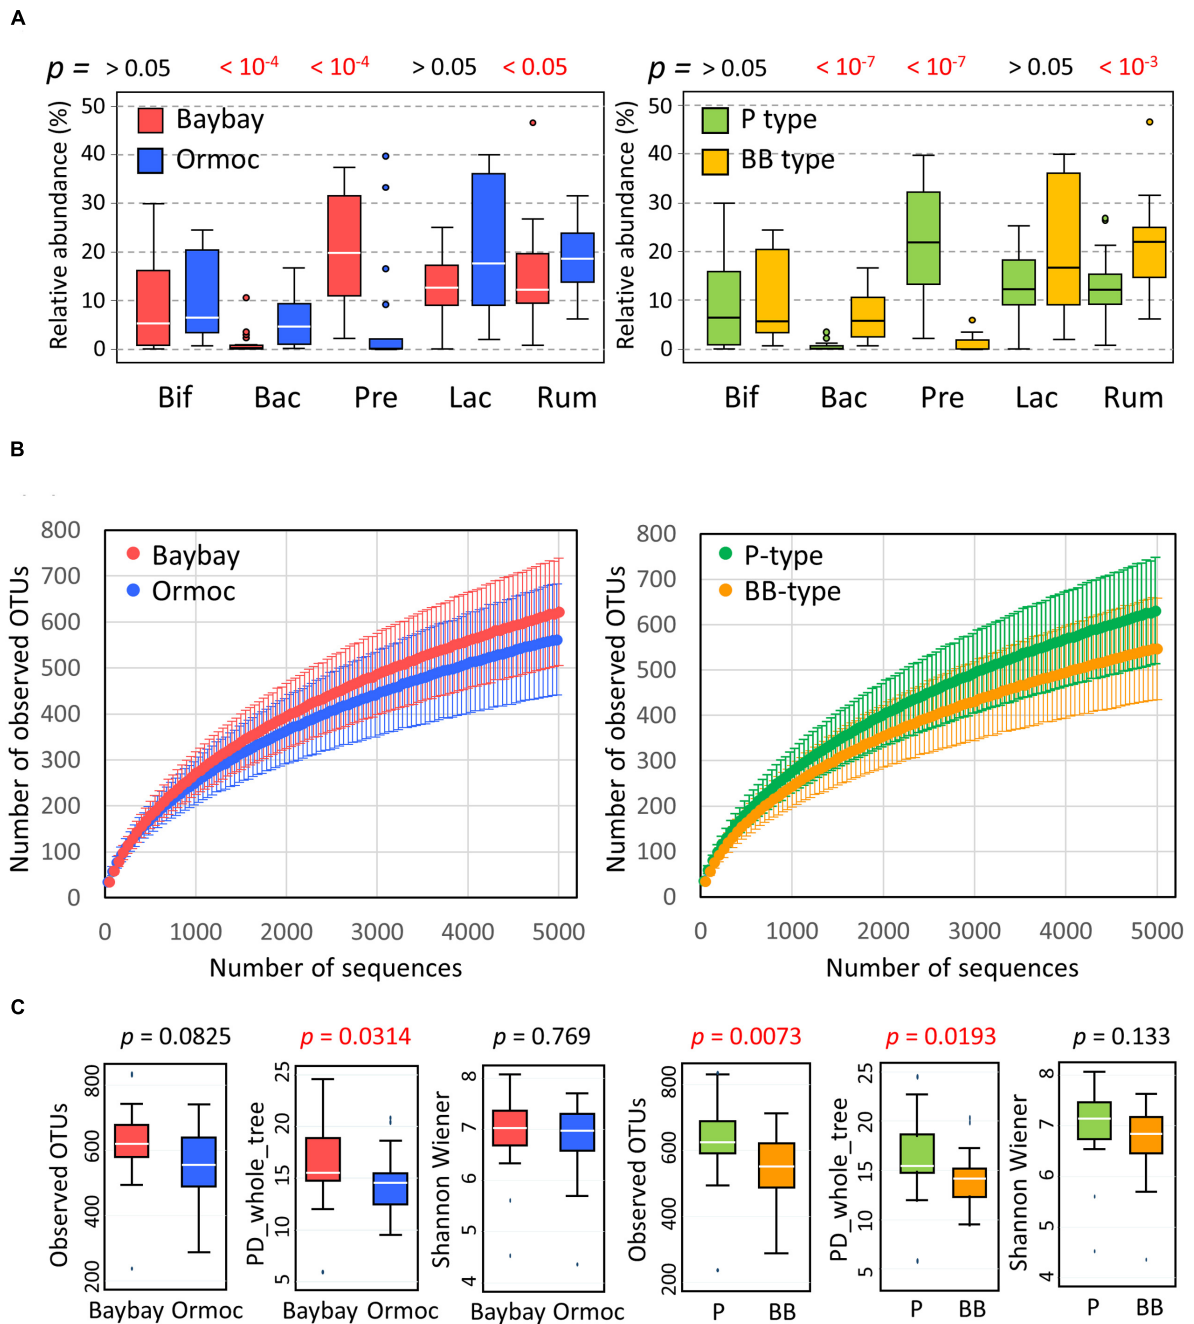 A
p = > 0.05 < 10-4 < 10-4 > 0.05 < 0.05
Relative abundance (%)
50
40
30
20
10
0
Baybay
Ormoc
Bif Bac Pre Lac Rum
p = > 0.05 < 10-7 < 10-7 > 0.05 < 10-3
Relative abundance (%)
50
40
30
20
10
0
P type
BB type
Bif Bac Pre Lac Rum
B
Number of observed OTUs
800
700
600
500
400
300
200
100
0
Baybay
Ormoc
0 1000 2000 3000 4000 5000
Number of sequences
Number of observed OTUs
800
700
600
500
400
300
200
100
0
P-type
BB-type
0 1000 2000 3000 4000 5000
Number of sequences
C
p = 0.0825
Observed OTUs
800
600
400
200
Baybay Ormoc
p = 0.0314
PD_whole_tree
25
20
15
10
5
Baybay Ormoc
p = 0.769
Shannon Wiener
8
7
6
5
4
Baybay Ormoc
p = 0.0073
Observed OTUs
800
600
400
200
P BB
p = 0.0193
PD_whole_tree
25
20
15
10
5
P BB
p = 0.133
Shannon Wiener
8
7
6
5
4
P BB